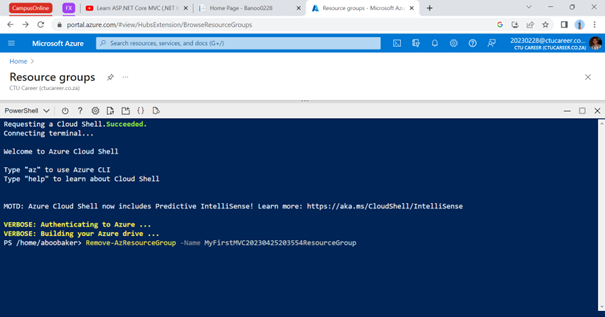 CampusOnline
FX
Learn ASP.NET Core MVC (.NET
Home Page - Banoo0228
Resource groups - Microsoft Azu
portal.azure.com/#view/HubsExtension/BrowseResourceGroups
Microsoft Azure
Search resources, services, and docs (G+/)
20230228@ctucareer.co...
CTU CAREER (CTUCAREER.CO.ZA)
Home >
Resource groups
CTU Career (ctucareer.co.za)
PowerShell
Requesting a Cloud Shell.Succeeded.
Connecting terminal...
Welcome to Azure Cloud Shell
Type "az" to use Azure CLI
Type "help" to learn about Cloud Shell
MOTD: Azure Cloud Shell now includes Predictive IntelliSense! Learn more: https://aka.ms/CloudShell/IntelliSense
VERBOSE: Authenticating to Azure ...
VERBOSE: Building your Azure drive ...
PS /home/aboobaker> Remove-AzResourceGroup -Name MyFirstMVC20230425203554ResourceGroup